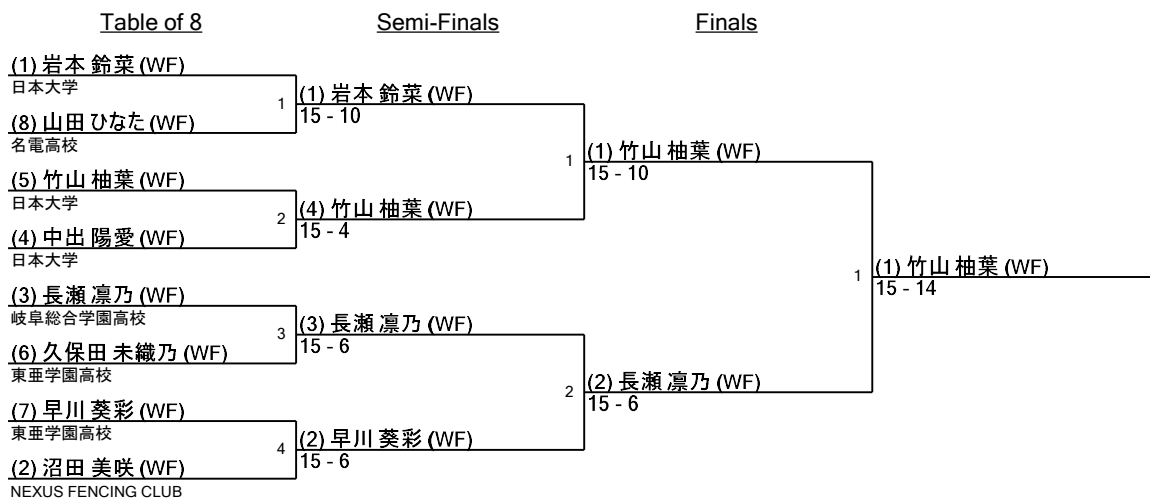 Table of 8
Semi-Finals
Finals
(1) 岩本 鈴菜 (WF)
日本大学
(8) 山田 ひなた (WF)
名電高校
(5) 竹山 柚葉 (WF)
日本大学
(4) 中出 陽愛 (WF)
日本大学
(3) 長瀬 凛乃 (WF)
岐阜総合学園高校
(6) 久保田 未織乃 (WF)
東亜学園高校
(7) 早川 葵彩 (WF)
東亜学園高校
(2) 沼田 美咲 (WF)
NEXUS FENCING CLUB
1
(1) 岩本 鈴菜 (WF)
15 - 10
2
(4) 竹山 柚葉 (WF)
15 - 4
3
(3) 長瀬 凛乃 (WF)
15 - 6
4
(2) 早川 葵彩 (WF)
15 - 6
1
(1) 竹山 柚葉 (WF)
15 - 10
2
(2) 長瀬 凛乃 (WF)
15 - 6
1
(1) 竹山 柚葉 (WF)
15 - 14